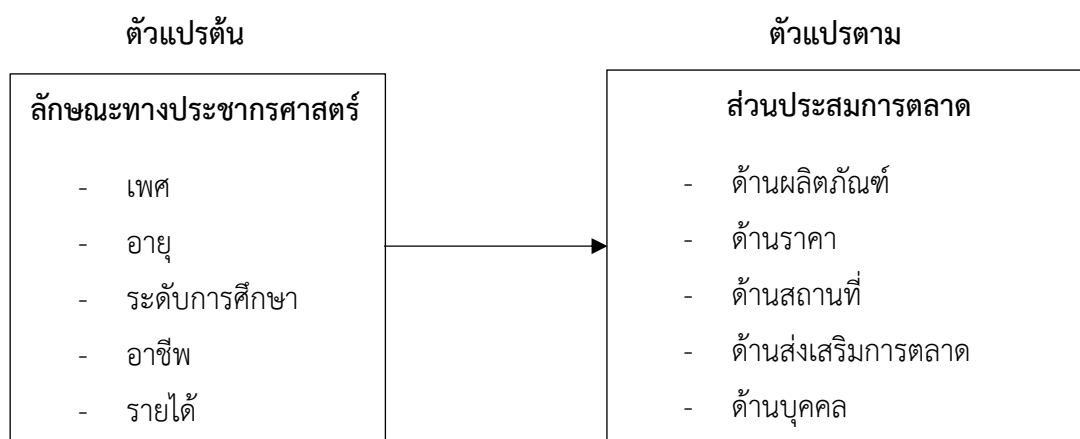 ตัวแปรต้น
ลักษณะทางประชากรศาสตร์
- เพศ
- อายุ
- ระดับการศึกษา
- อาชีพ
- รายได้
ตัวแปรตาม
ส่วนประสมการตลาด
- ด้านผลิตภัณฑ์
- ด้านราคา
- ด้านสถานที่
- ด้านส่งเสริมการตลาด
- ด้านบุคคล